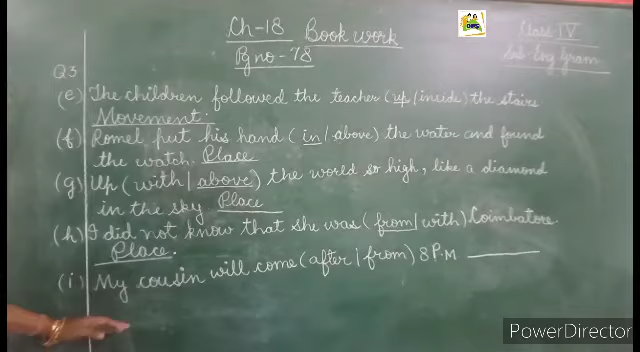 Ch-18 Book work
Pg no - 78
Class IV
Sub Eng Gram
Q3
(e) The children followed the teacher (up/inside) the stairs
Movement.
(f) Romel put his hand (in/above) the water and found
the watch. Place
(g) Up (with/above) the world so high, like a diamond
in the sky. Place
(h) I did not know that she was (from/with) Coimbatore.
Place.
(i) My cousin will come (after/from) 8 P.M
PowerDirector